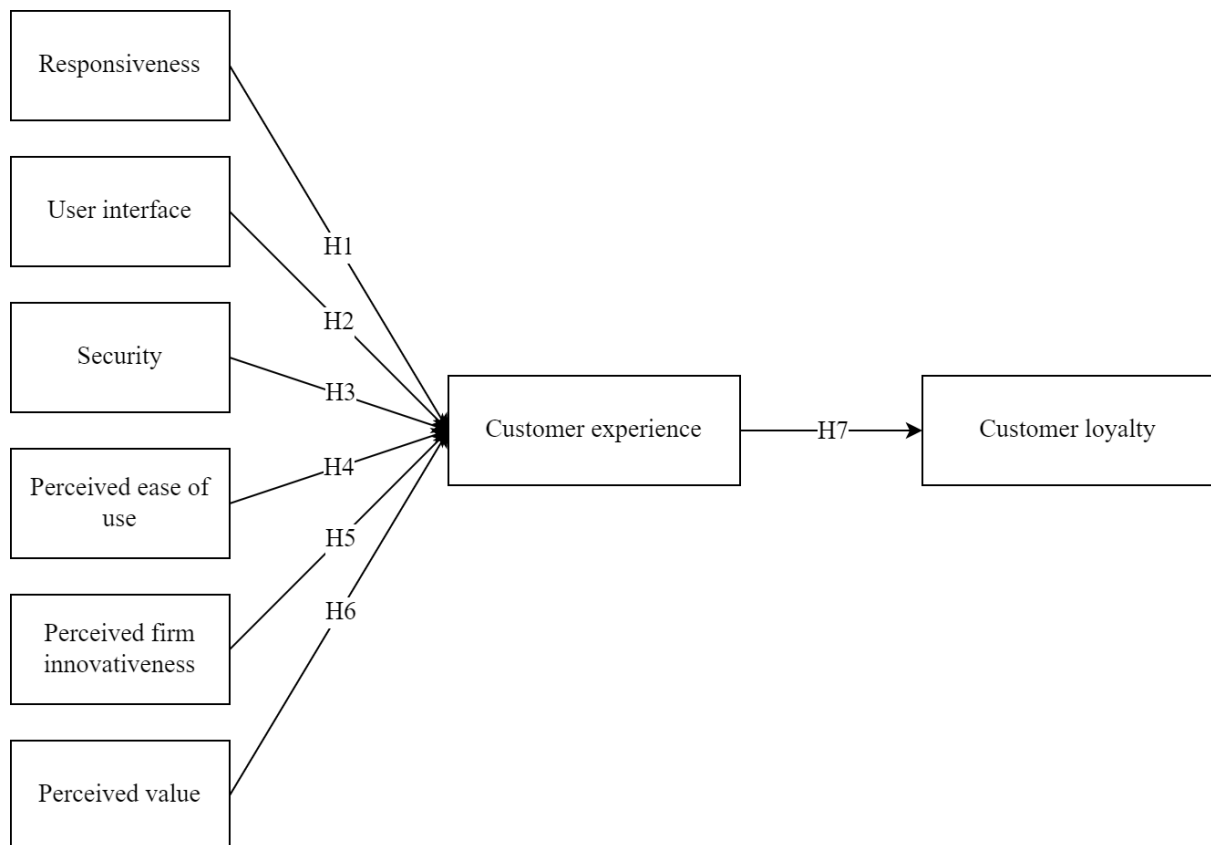 Responsiveness
User interface
Security
Perceived ease of
use
Perceived firm
innovativeness
Perceived value
H1
H2
H3
H4
H5
H6
Customer experience
H7
Customer loyalty